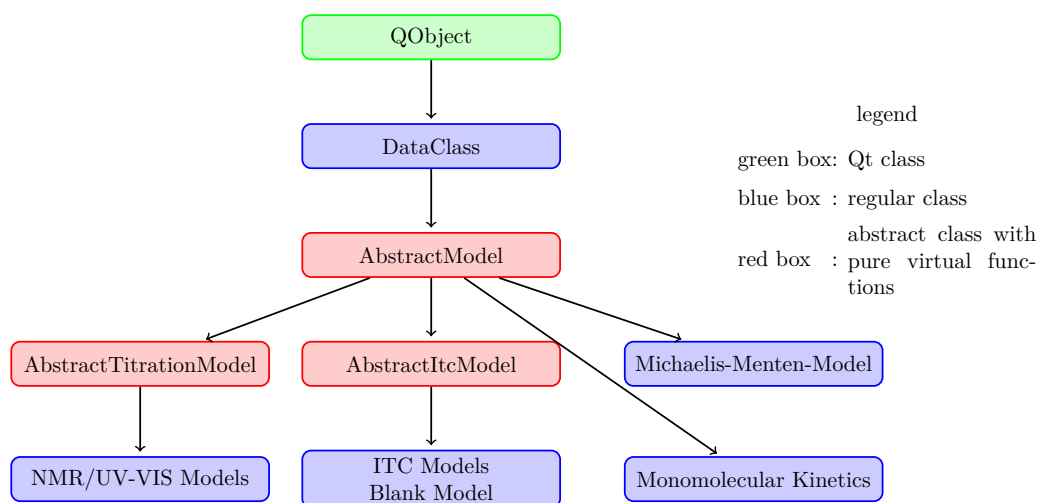 QObject
DataClass
AbstractModel
AbstractTitrationModel
AbstractItcModel
Michaelis-Menten-Model
NMR/UV-VIS Models
ITC Models
Blank Model
Monomolecular Kinetics
legend
green box: Qt class
blue box : regular class
red box : abstract class with
pure virtual func-
tions